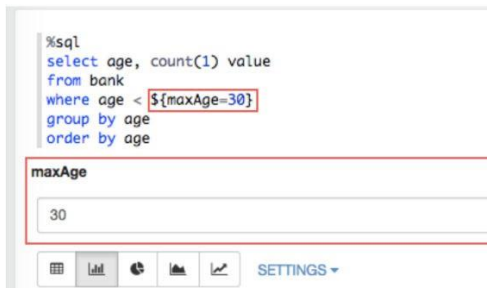 %sql
select age, count(1) value
from bank
where age < ${maxAge=30}
group by age
order by age
maxAge
30
SETTINGS